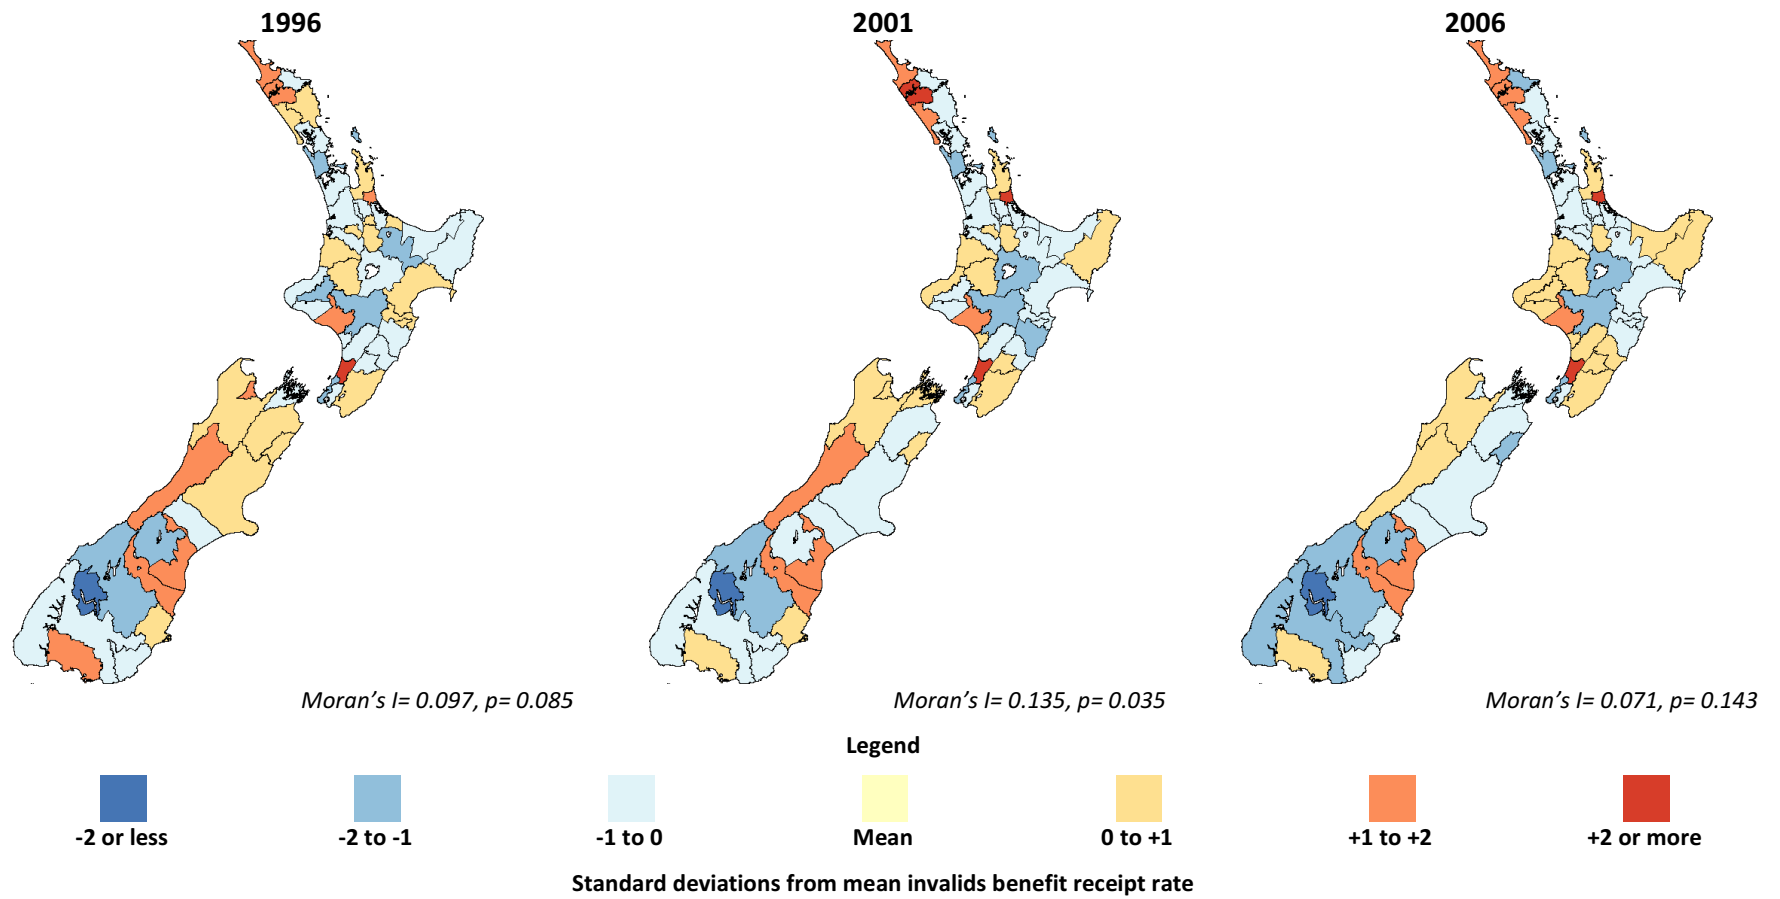 1996
2001
2006
Moran’s I= 0.097, p= 0.085
Moran’s I= 0.135, p= 0.035
Moran’s I= 0.071, p= 0.143
Legend
-2 or less
-2 to -1
-1 to 0
Mean
0 to +1
+1 to +2
+2 or more
Standard deviations from mean invalids benefit receipt rate